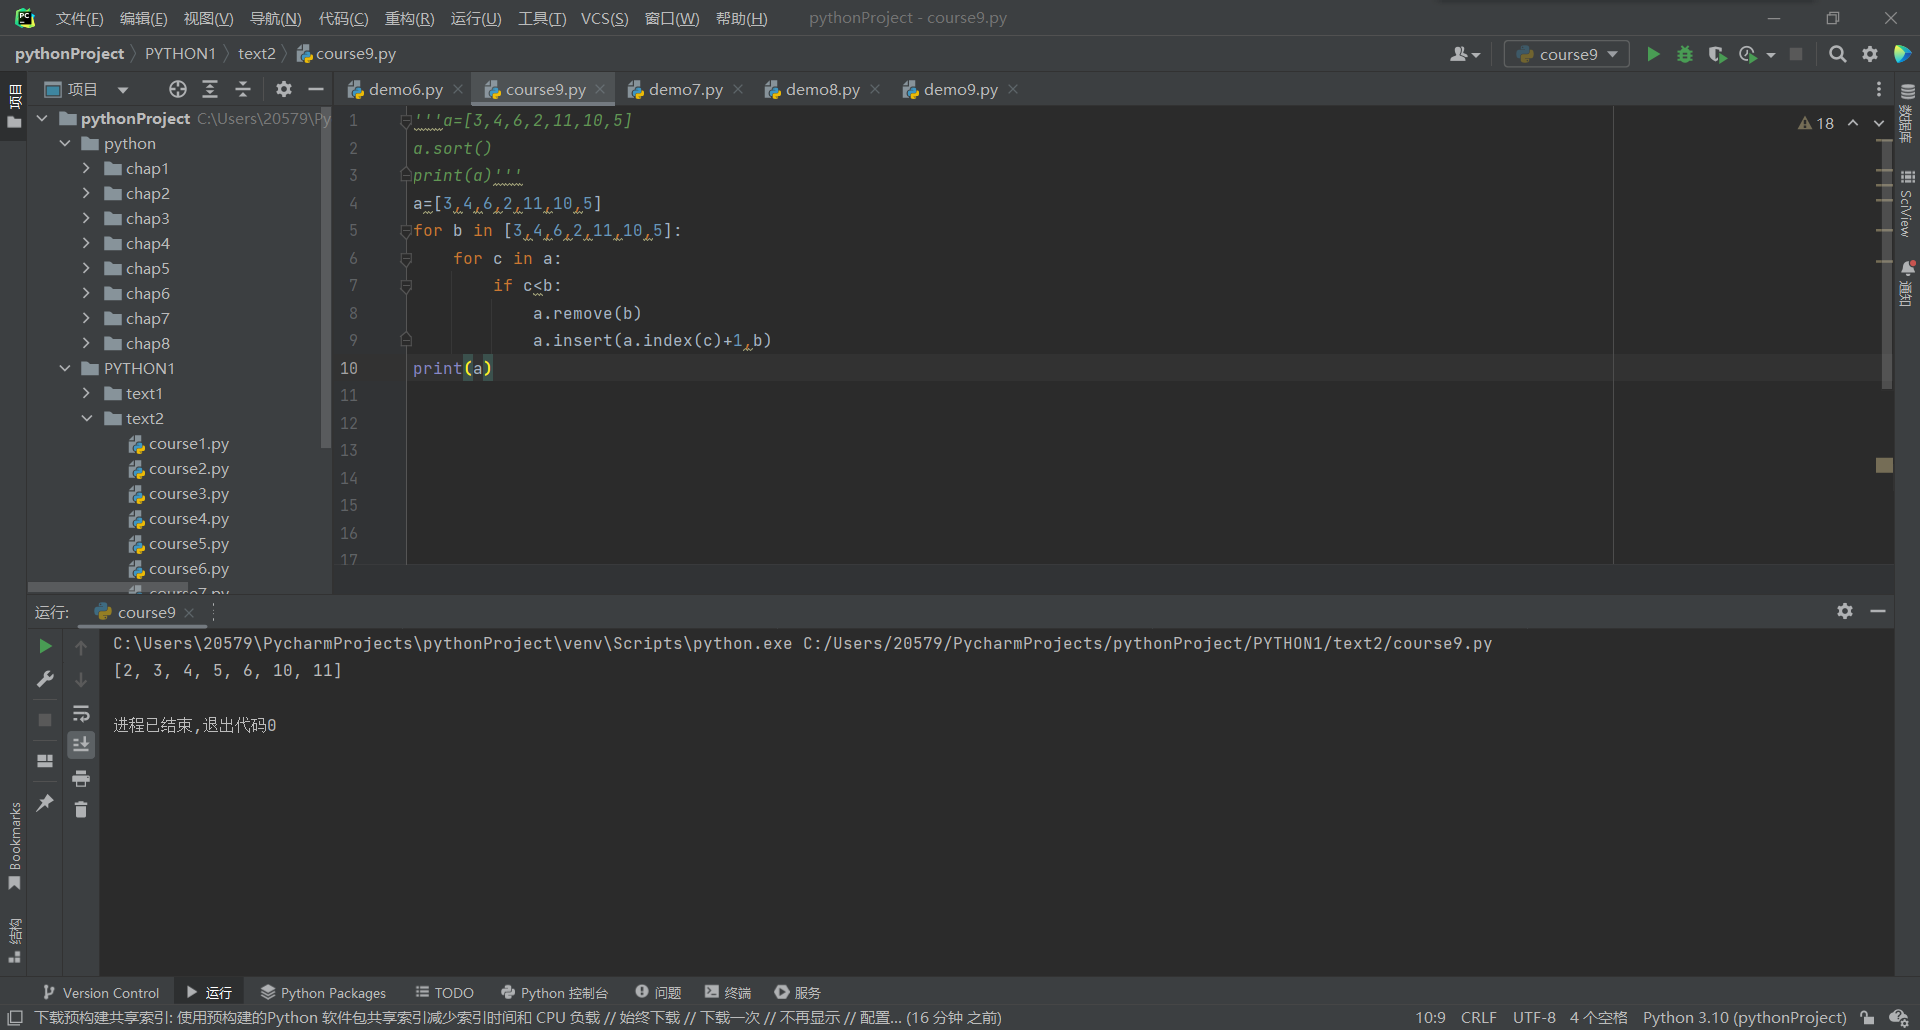 文件(F) 编辑(E) 视图(V) 导航(N) 代码(C) 重构(R) 运行(U) 工具(T) VCS(S) 窗口(W) 帮助(H) pythonProject - course9.py
pythonProject PYTHON1 text2 course9.py
course9
项目
项目
demo6.py course9.py demo7.py demo8.py demo9.py
pythonProject C:\Users\20579\Py
python
chap1
chap2
chap3
chap4
chap5
chap6
chap7
chap8
PYTHON1
text1
text2
course1.py
course2.py
course3.py
course4.py
course5.py
course6.py
course7.py
1 '''a=[3,4,6,2,11,10,5]
2 a.sort()
3 print(a)'''
4 a=[3,4,6,2,11,10,5]
5 for b in [3,4,6,2,11,10,5]:
6 for c in a:
7 if c<b:
8 a.remove(b)
9 a.insert(a.index(c)+1,b)
10 print(a)
11
12
13
14
15
16
17
18
数据库
SciView
通知
运行: course9
C:\Users\20579\PycharmProjects\pythonProject\venv\Scripts\python.exe C:/Users/20579/PycharmProjects/pythonProject/PYTHON1/text2/course9.py
[2, 3, 4, 5, 6, 10, 11]
进程已结束,退出代码0
Bookmarks
结构
Version Control 运行 Python Packages TODO Python 控制台 问题 终端 服务
下载预构建共享索引: 使用预构建的Python 软件包共享索引减少索引时间和 CPU 负载 // 始终下载 // 下载一次 // 不再显示 // 配置... (16 分钟 之前)
10:9 CRLF UTF-8 4 个空格 Python 3.10 (pythonProject)